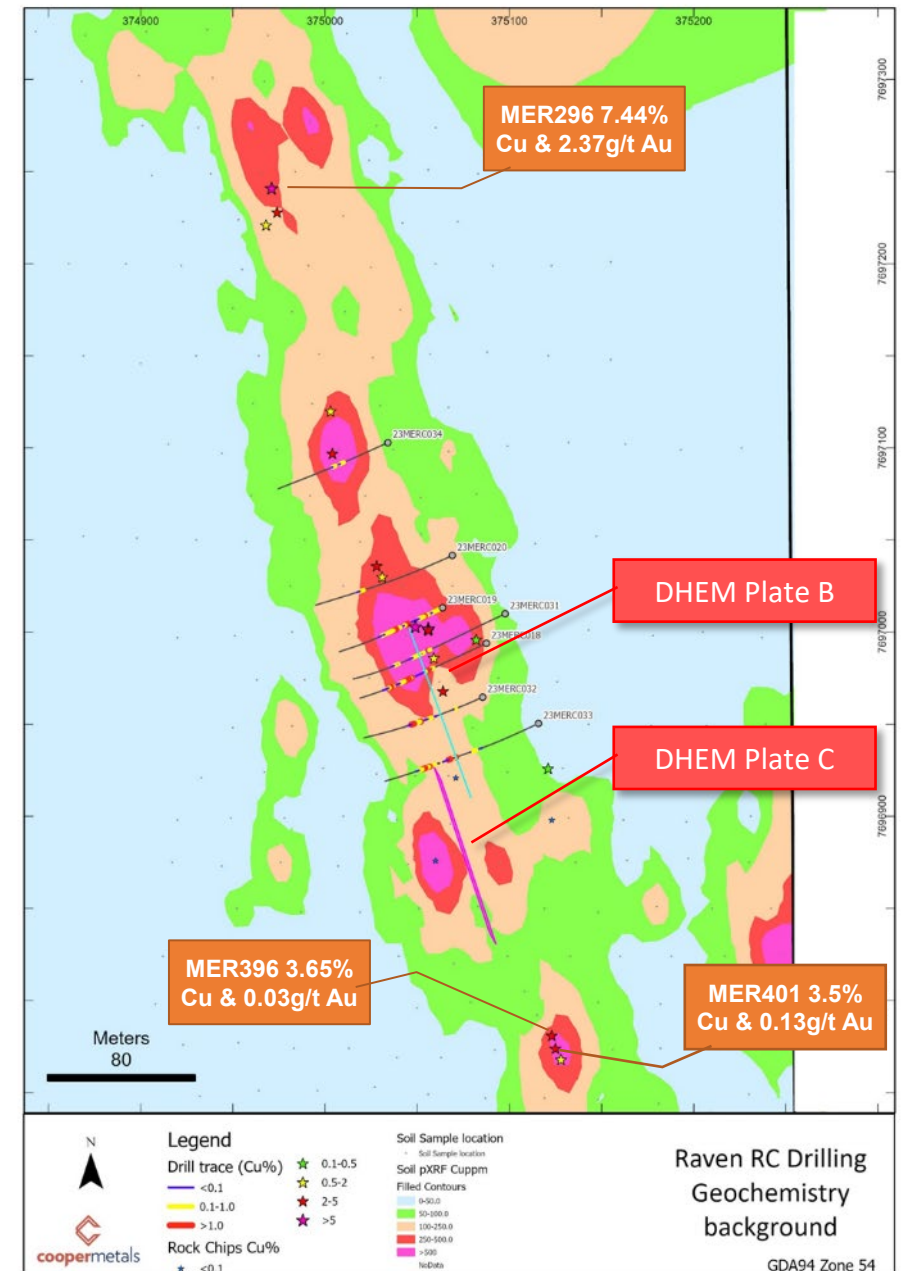 374900
375000
375100
375200
7697300
MER296 7.44%
Cu & 2.37g/t Au
7697200
7697100
23MERC034
23MERC020
DHEM Plate B
23MERC019
23MERC031
7697000
23MERC018
23MERC032
23MERC033
DHEM Plate C
7696900
MER396 3.65%
Cu & 0.03g/t Au
MER401 3.5%
Cu & 0.13g/t Au
Meters
80
N
coopermetals
Legend
Drill trace (Cu%)
<0.1
0.1-1.0
>1.0
Rock Chips Cu%
<0.1
0.1-0.5
0.5-2
2-5
>5
Soil Sample location
Soil Sample location
Soil pXRF Cuppm
Filled Contours
0-50.0
50-100.0
100-250.0
250-500.0
>500
NoData
Raven RC Drilling
Geochemistry
background
GDA94 Zone 54